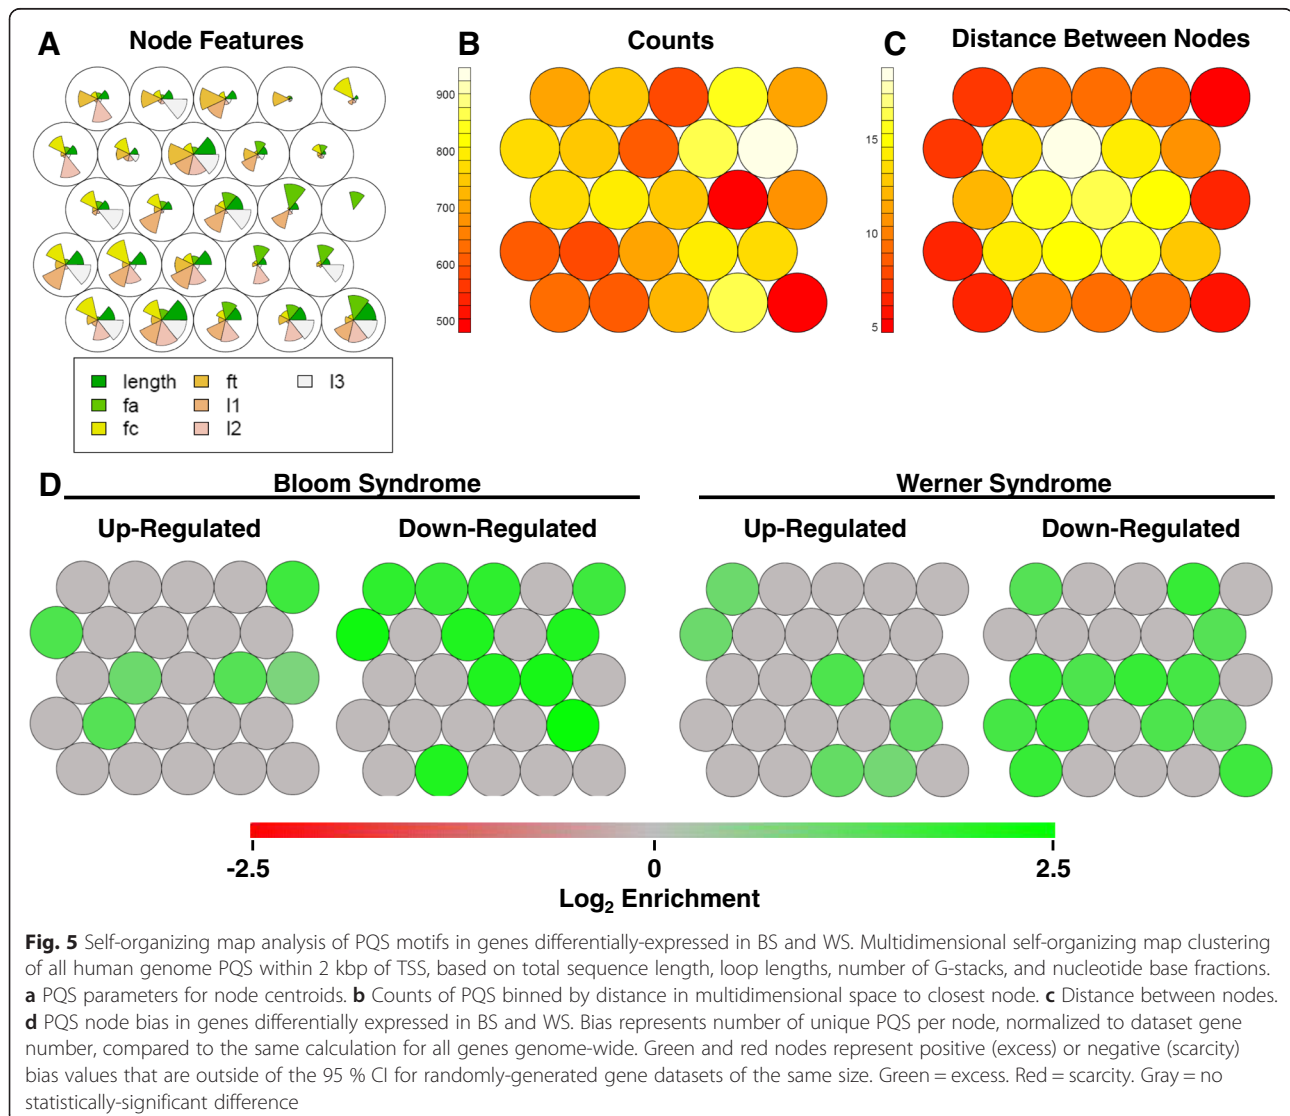 A
Node Features
B
Counts
C
Distance Between Nodes
900
800
700
600
500
15
10
5
length
fa
fc
ft
l1
l2
l3
D
Bloom Syndrome
Werner Syndrome
Up-Regulated
Down-Regulated
Up-Regulated
Down-Regulated
-2.5
0
2.5
Log2 Enrichment
Fig. 5 Self-organizing map analysis of PQS motifs in genes differentially-expressed in BS and WS. Multidimensional self-organizing map clustering
of all human genome PQS within 2 kbp of TSS, based on total sequence length, loop lengths, number of G-stacks, and nucleotide base fractions.
a PQS parameters for node centroids. b Counts of PQS binned by distance in multidimensional space to closest node. c Distance between nodes.
d PQS node bias in genes differentially expressed in BS and WS. Bias represents number of unique PQS per node, normalized to dataset gene
number, compared to the same calculation for all genes genome-wide. Green and red nodes represent positive (excess) or negative (scarcity)
bias values that are outside of the 95 % CI for randomly-generated gene datasets of the same size. Green = excess. Red = scarcity. Gray = no
statistically-significant difference